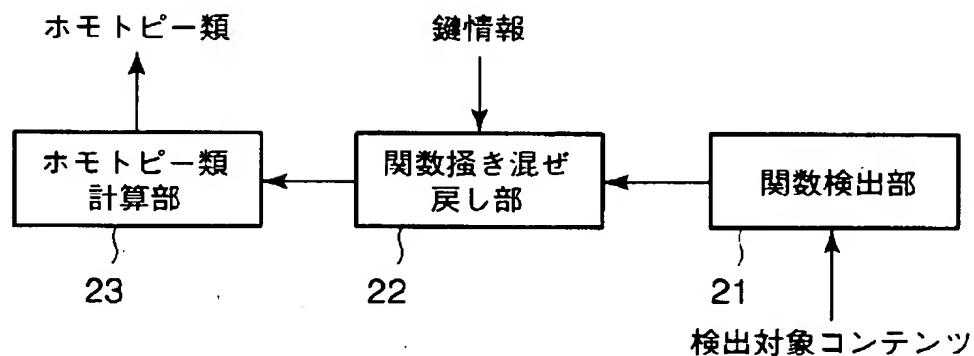 ホモトピー類
鍵情報
ホモトピー類
計算部
関数掻き混ぜ
戻し部
関数検出部
23
22
21
検出対象コンテンツ